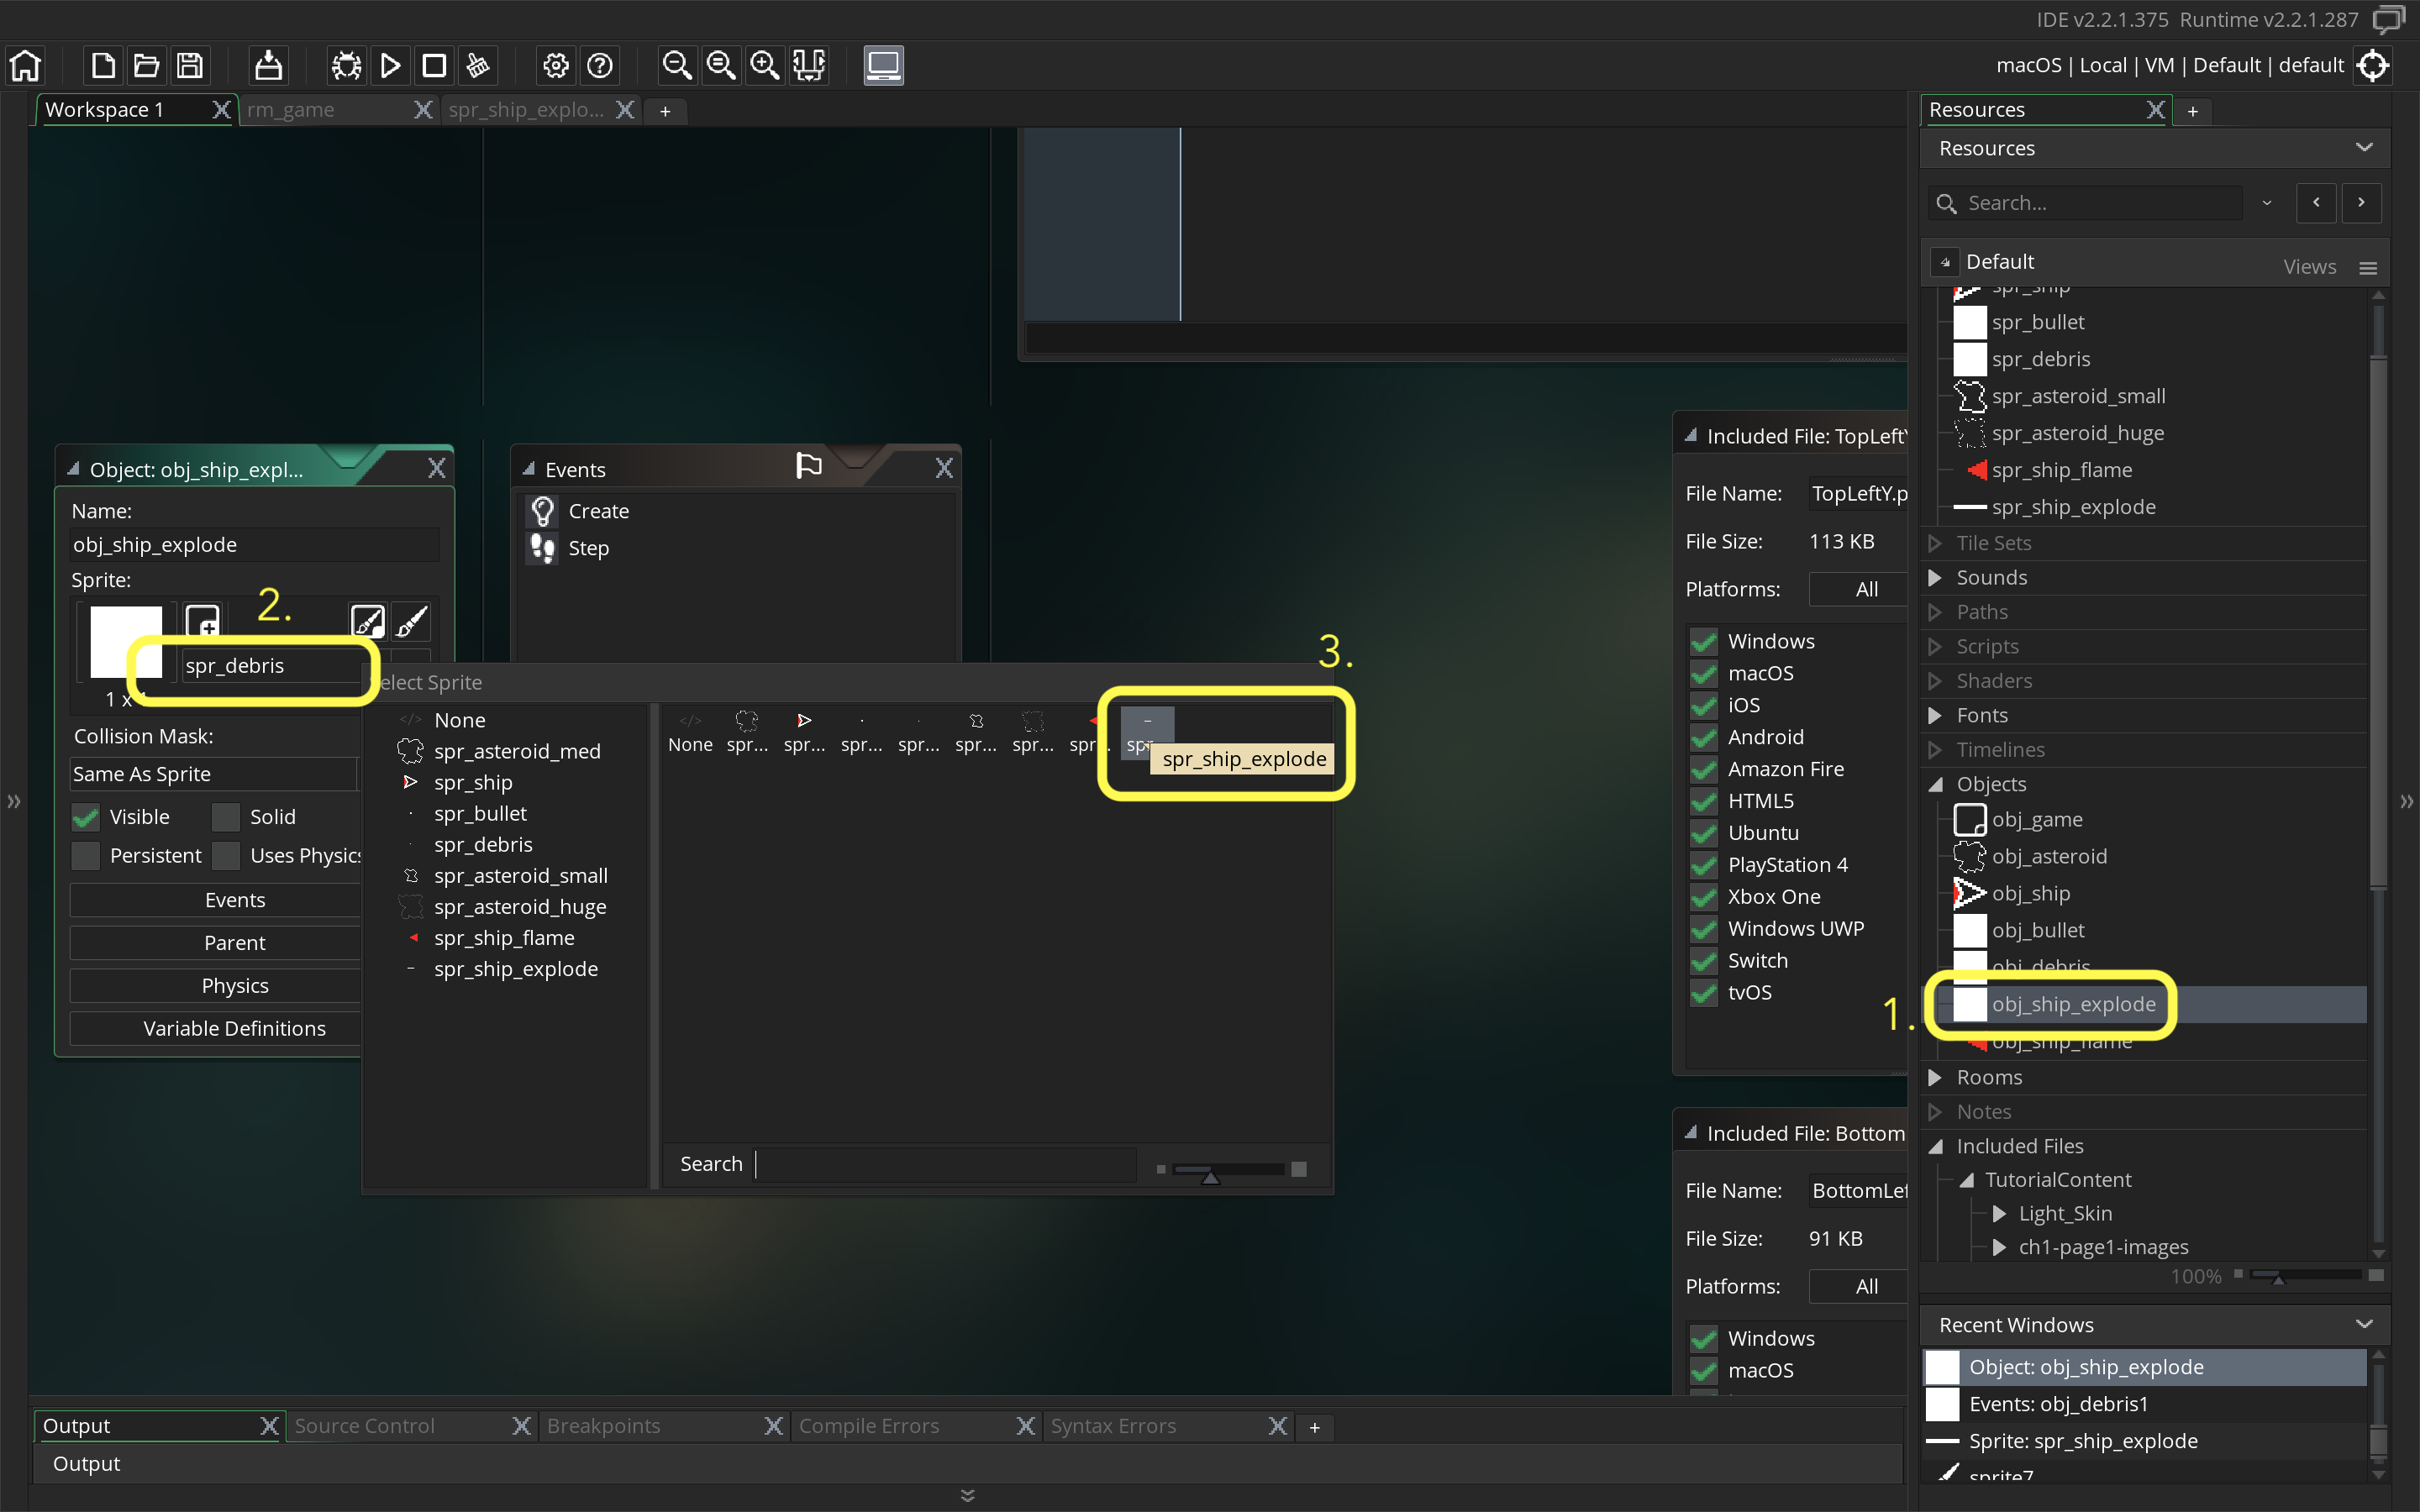 IDE v2.2.1.375 Runtime v2.2.1.287
macOS | Local | VM | Default | default
Workspace 1
rm_game
spr_ship_explo...
+
Resources
+
Resources
Search...
Default
Views
spr_ship
spr_bullet
spr_debris
spr_asteroid_small
spr_asteroid_huge
spr_ship_flame
spr_ship_explode
Tile Sets
Sounds
Paths
Scripts
Shaders
Fonts
Timelines
Objects
obj_game
obj_asteroid
obj_ship
obj_bullet
obj_debris
1.
obj_ship_explode
obj_ship_flame
Rooms
Notes
Included Files
TutorialContent
Light_Skin
ch1-page1-images
100%
Recent Windows
Object: obj_ship_explode
Events: obj_debris1
Sprite: spr_ship_explode
sprite7
Object: obj_ship_expl...
Name:
obj_ship_explode
Sprite:
2.
spr_debris
1 x
Collision Mask:
Same As Sprite
Visible
Solid
Persistent
Uses Physics
Events
Parent
Physics
Variable Definitions
Events
Create
Step
3.
elect Sprite
None
spr_asteroid_med
spr_ship
spr_bullet
spr_debris
spr_asteroid_small
spr_asteroid_huge
spr_ship_flame
spr_ship_explode
None
spr...
spr...
spr...
spr...
spr...
spr...
spr...
spr...
spr_ship_explode
Search
Included File: TopLeftY
File Name:
TopLeftY.p
File Size:
113 KB
Platforms:
All
Windows
macOS
iOS
Android
Amazon Fire
HTML5
Ubuntu
PlayStation 4
Xbox One
Windows UWP
Switch
tvOS
Included File: Bottom
File Name:
BottomLef
File Size:
91 KB
Platforms:
All
Windows
macOS
Output
Source Control
Breakpoints
Compile Errors
Syntax Errors
+
Output